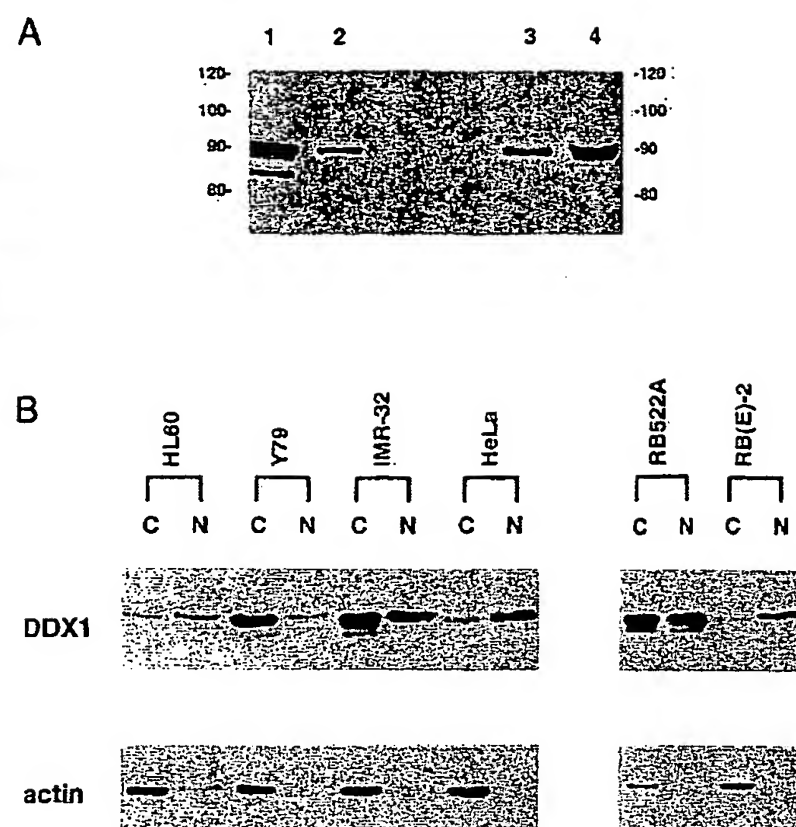 A
1 2 3 4
120- -120
100- -100
90- -90
80- -80
B
HL60 Y79 IMR-32 HeLa RB522A RB(E)-2
C N C N C N C N C N C N
DDX1
actin